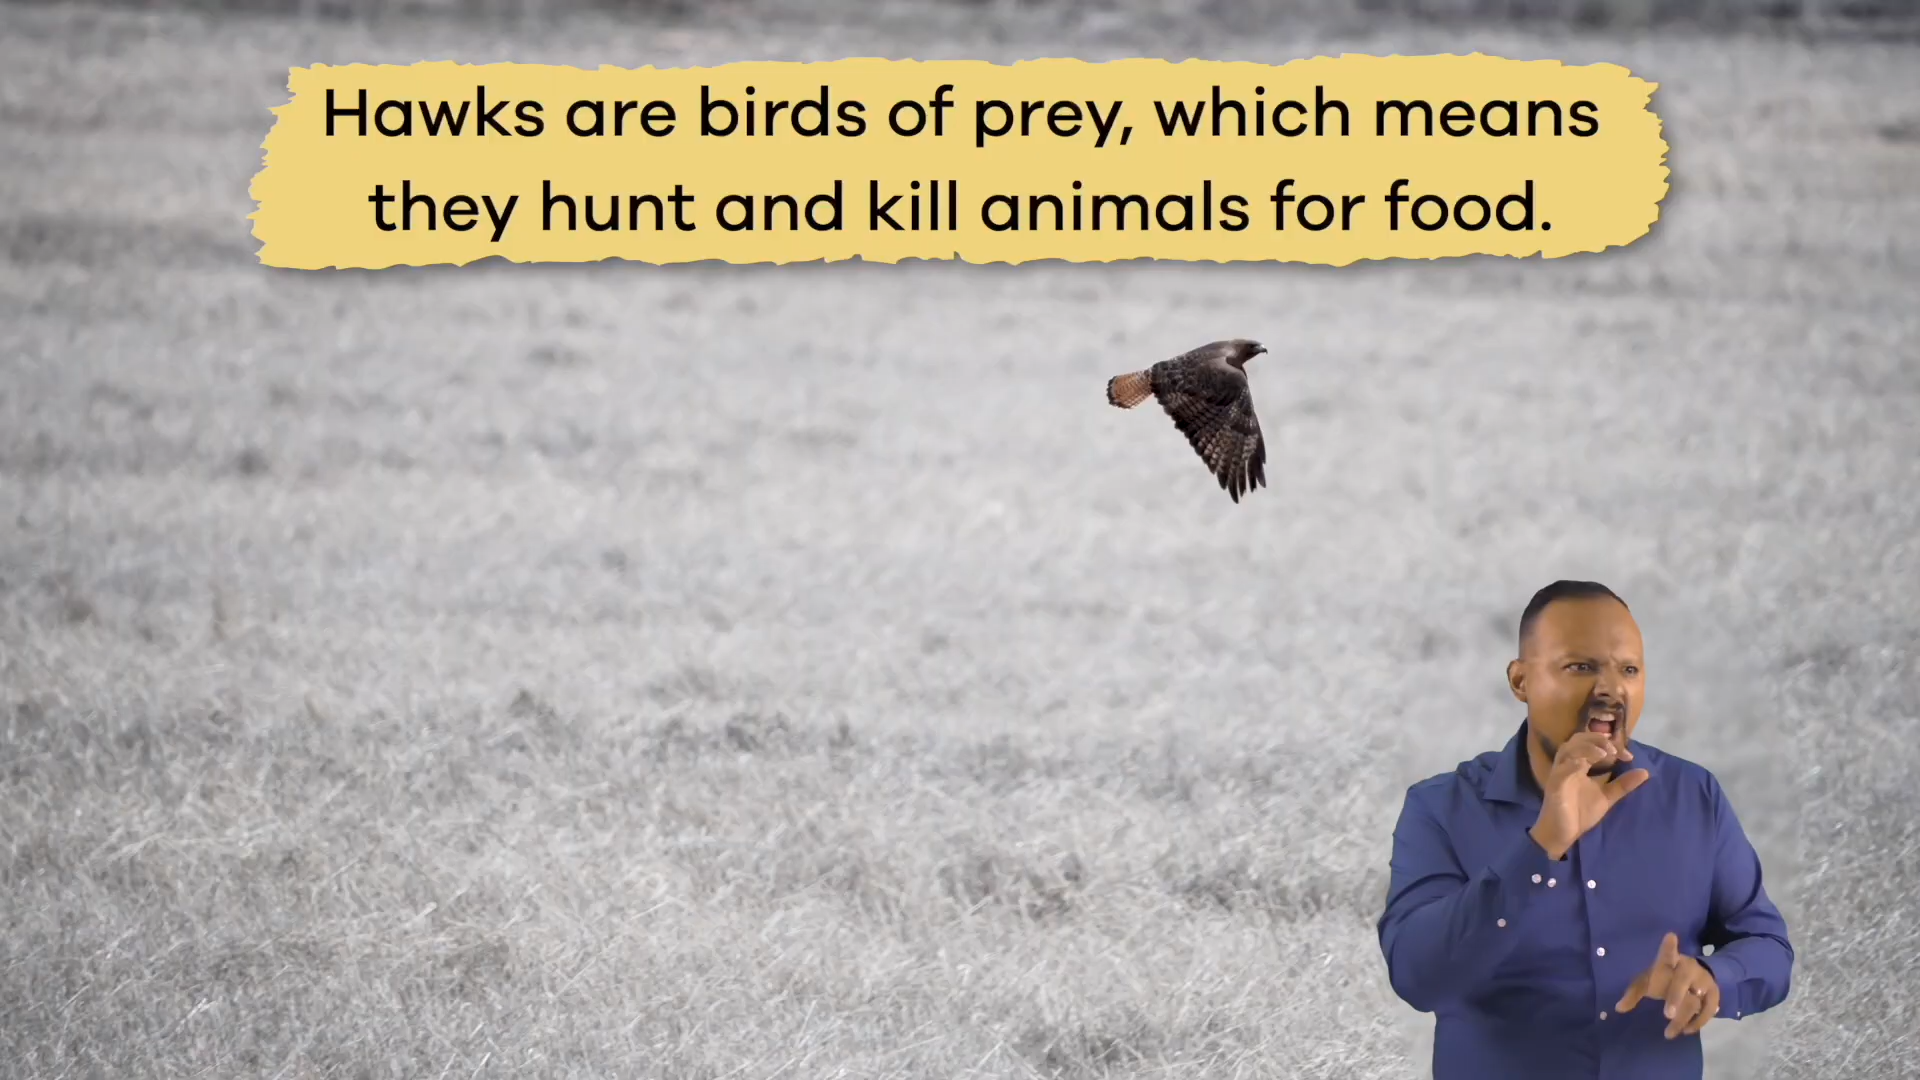 Hawks are birds of prey, which means
they hunt and kill animals for food.